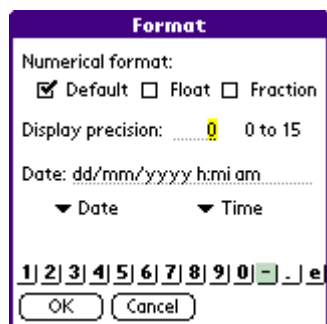 Format
Numerical format:
Default Float Fraction
Display precision: 0 0 to 15
Date: dd/mm/yyyy h:mi am
Date Time
1 2 3 4 5 6 7 8 9 0 - . e
OK Cancel